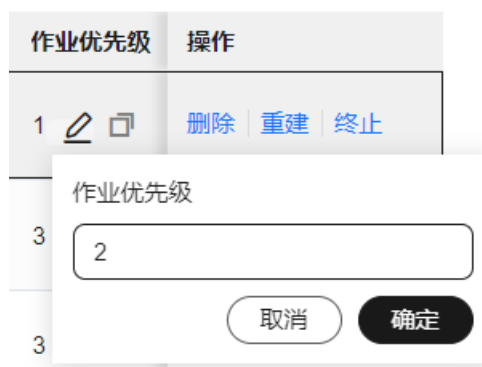 作业优先级 操作
1 删除 重建 终止
作业优先级
3
2
取消 确定
3